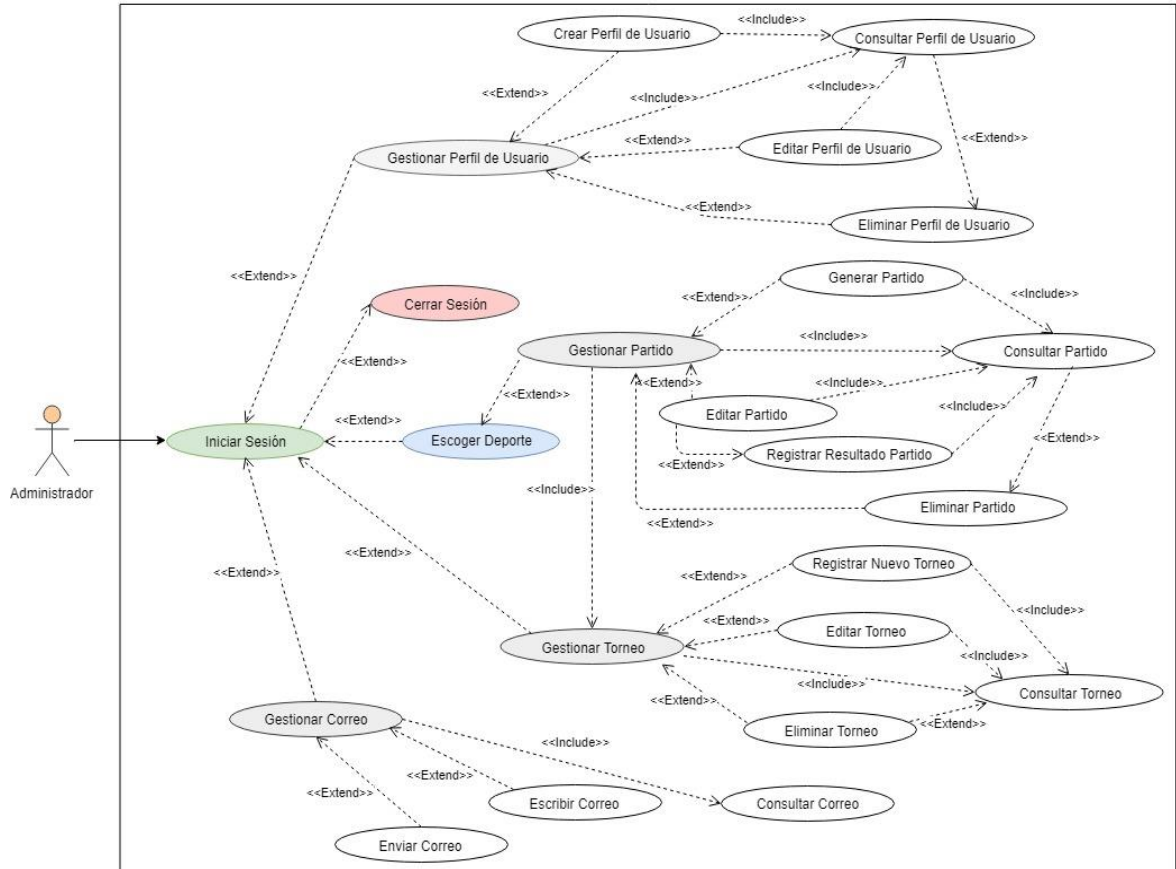 <<Include>>
Crear Perfil de Usuario
Consultar Perfil de Usuario
<<Extend>>
<<Include>>
<<Include>>
<<Extend>>
<<Extend>>
Gestionar Perfil de Usuario
Editar Perfil de Usuario
<<Extend>>
Eliminar Perfil de Usuario
<<Extend>>
Generar Partido
<<Extend>>
<<Include>>
Cerrar Sesión
<<Include>>
Gestionar Partido
Consultar Partido
<<Extend>>
<<Extend>>
<<Include>>
<<Extend>>
<<Include>>
Editar Partido
<<Extend>>
Iniciar Sesión
Escoger Deporte
<<Extend>>
Registrar Resultado Partido
<<Extend>>
Administrador
<<Include>>
Eliminar Partido
<<Extend>>
<<Extend>>
Registrar Nuevo Torneo
<<Extend>>
<<Extend>>
<<Include>>
<<Extend>>
Editar Torneo
Gestionar Torneo
<<Include>>
<<Include>>
Consultar Torneo
<<Extend>>
Gestionar Correo
Eliminar Torneo
<<Extend>>
<<Include>>
<<Extend>>
<<Extend>>
Escribir Correo
Consultar Correo
Enviar Correo